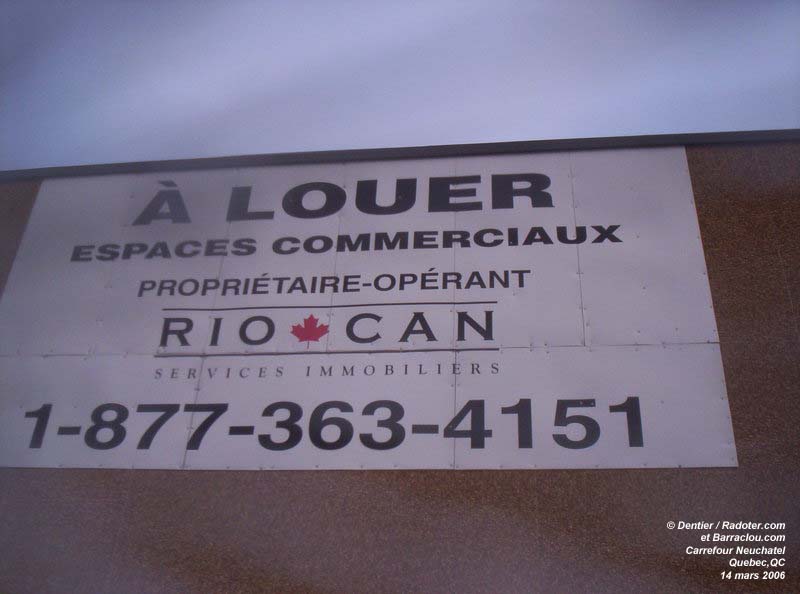 À LOUER
ESPACES COMMERCIAUX
PROPRIÉTAIRE-OPÉRANT
RIO CAN
SERVICES IMMOBILIERS
1-877-363-4151
© Dentier / Radoter.com
et Barraclou.com
Carrefour Neuchatel
Quebec,QC
14 mars 2006